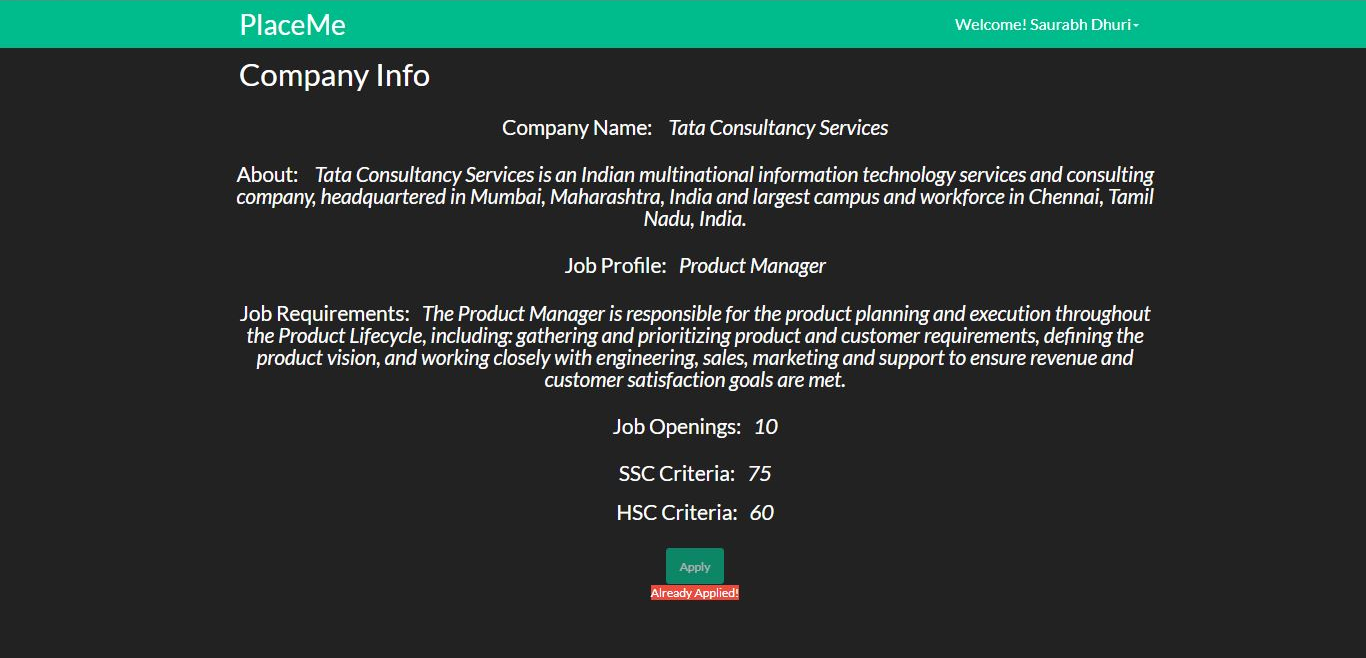 PlaceMe
Welcome! Saurabh Dhuri
Company Info
Company Name: Tata Consultancy Services
About: Tata Consultancy Services is an Indian multinational information technology services and consulting
company, headquartered in Mumbai, Maharashtra, India and largest campus and workforce in Chennai, Tamil
Nadu, India.
Job Profile: Product Manager
Job Requirements: The Product Manager is responsible for the product planning and execution throughout
the Product Lifecycle, including: gathering and prioritizing product and customer requirements, defining the
product vision, and working closely with engineering, sales, marketing and support to ensure revenue and
customer satisfaction goals are met.
Job Openings: 10
SSC Criteria: 75
HSC Criteria: 60
Apply
Already Applied!